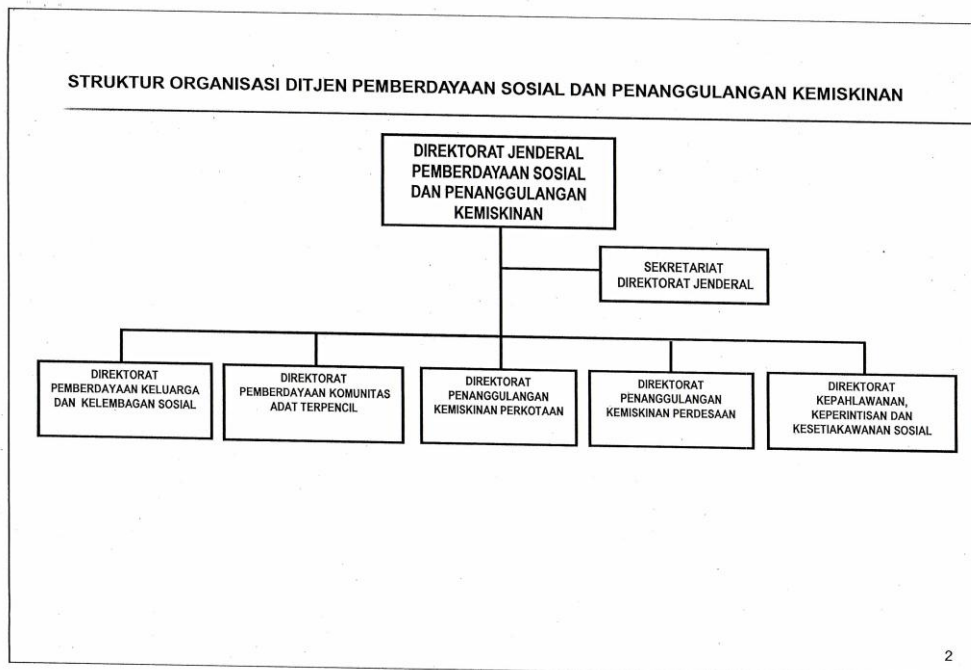 STRUKTUR ORGANISASI DITJEN PEMBERDAYAAN SOSIAL DAN PENANGGULANGAN KEMISKINAN
DIREKTORAT JENDERAL
PEMBERDAYAAN SOSIAL
DAN PENANGGULANGAN
KEMISKINAN
SEKRETARIAT
DIREKTORAT JENDERAL
DIREKTORAT
PEMBERDAYAAN KELUARGA
DAN KELEMBAGAN SOSIAL
DIREKTORAT
PEMBERDAYAAN KOMUNITAS
ADAT TERPENCIL
DIREKTORAT
PENANGGULANGAN
KEMISKINAN PERKOTAAN
DIREKTORAT
PENANGGULANGAN
KEMISKINAN PERDESAAN
DIREKTORAT
KEPAHLAWANAN,
KEPERINTISAN DAN
KESETIAKAWANAN SOSIAL
2